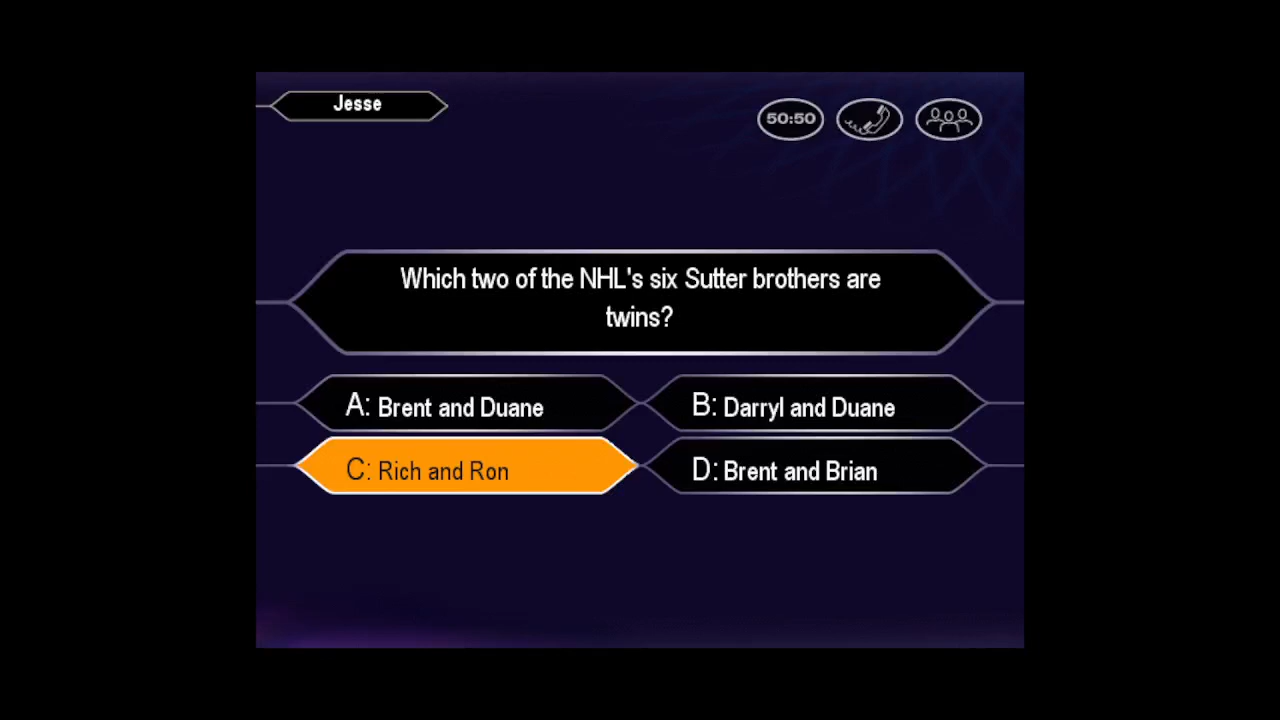 Jesse
50:50
Which two of the NHL's six Sutter brothers are
twins?
A: Brent and Duane
B: Darryl and Duane
C: Rich and Ron
D: Brent and Brian